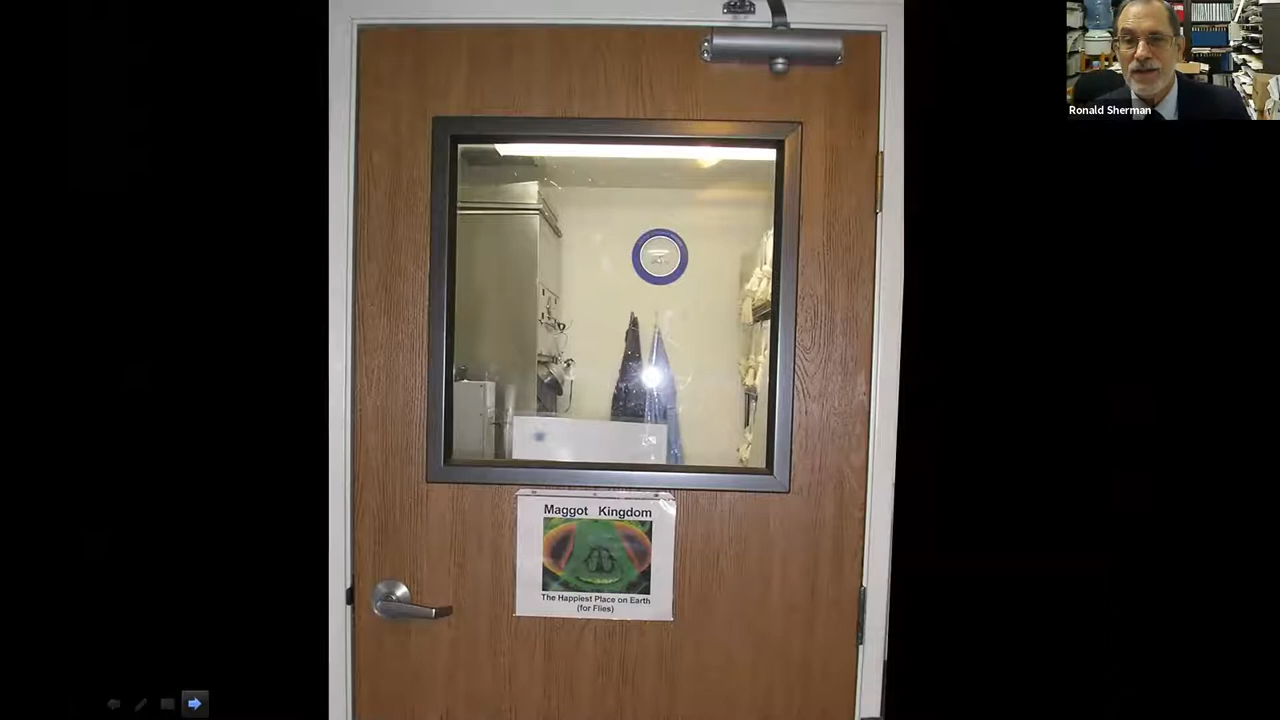 Ronald Sherman
Maggot Kingdom
The Happiest Place on Earth
(for Flies)